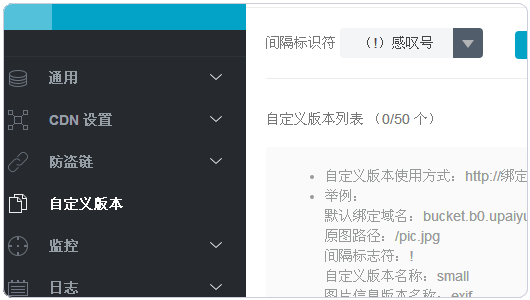 通用
CDN 设置
防盗链
自定义版本
监控
日志
间隔标识符 （!）感叹号
自定义版本列表 （0/50 个）
自定义版本使用方式：http://绑定
举例：
默认绑定域名：bucket.b0.upaiyu
原图路径：/pic.jpg
间隔标志符：!
自定义版本名称：small
图片信息版本名称：exif